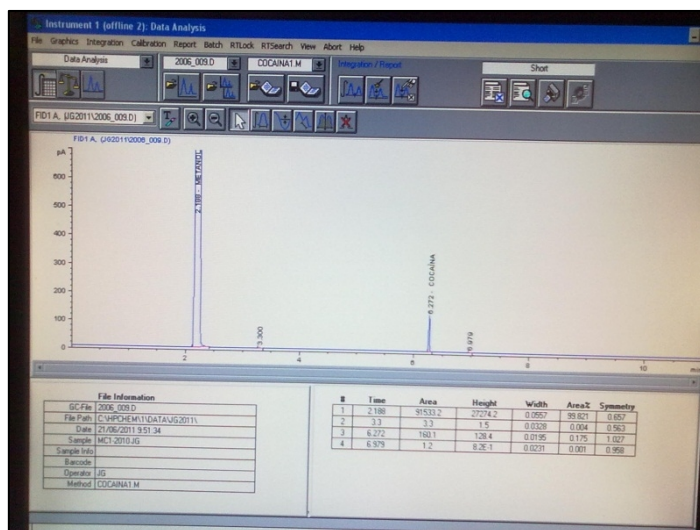 Instrument 1 (offline 2): Data Analysis
File Graphics Integration Calibration Report Batch RTLock RTSearch View Abort Help
Data Analysis 2006_009.D COCAINA1.M Integration / Report Short
FID1 A, (JG2011\2006_009.D)
FID1 A, (JG2011\2006_009.D)
pA
600
500
400
300
200
100
0
2.188 - METANOL
3.300
6.272 - COCAÍNA
6.979
2 4 6 8 10 min
File Information
GC-File 2006_009.D
File Path C:\HPCHEM\1\DATA\JG2011\
Date 21/06/2011 9:51:34
Sample MC1-2010 JG
Sample Info
Barcode
Operator JG
Method COCAINA1.M
# Time Area Height Width Area% Symmetry
1 2.188 91533.2 27274.2 0.0557 99.821 0.657
2 3.3 3.3 1.5 0.0328 0.004 0.563
3 6.272 160.1 128.4 0.0195 0.175 1.027
4 6.979 1.2 8.2E-1 0.0231 0.001 0.958